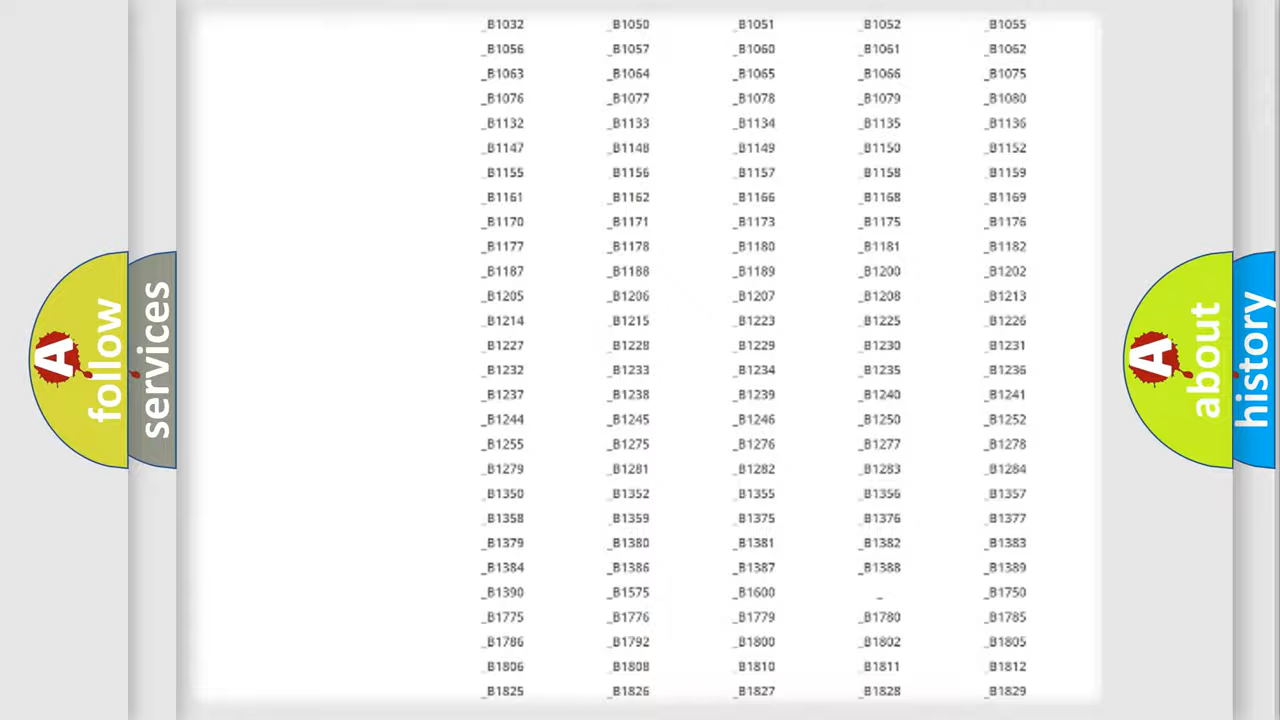 _B1032 _B1050 _B1051 _B1052 _B1055
_B1056 _B1057 _B1060 _B1061 _B1062
_B1063 _B1064 _B1065 _B1066 _B1075
_B1076 _B1077 _B1078 _B1079 _B1080
_B1132 _B1133 _B1134 _B1135 _B1136
_B1147 _B1148 _B1149 _B1150 _B1152
_B1155 _B1156 _B1157 _B1158 _B1159
_B1161 _B1162 _B1166 _B1168 _B1169
_B1170 _B1171 _B1173 _B1175 _B1176
_B1177 _B1178 _B1180 _B1181 _B1182
_B1187 _B1188 _B1189 _B1200 _B1202
_B1205 _B1206 _B1207 _B1208 _B1213
_B1214 _B1215 _B1223 _B1225 _B1226
_B1227 _B1228 _B1229 _B1230 _B1231
_B1232 _B1233 _B1234 _B1235 _B1236
_B1237 _B1238 _B1239 _B1240 _B1241
_B1244 _B1245 _B1246 _B1250 _B1252
_B1255 _B1275 _B1276 _B1277 _B1278
_B1279 _B1281 _B1282 _B1283 _B1284
_B1350 _B1352 _B1355 _B1356 _B1357
_B1358 _B1359 _B1375 _B1376 _B1377
_B1379 _B1380 _B1381 _B1382 _B1383
_B1384 _B1386 _B1387 _B1388 _B1389
_B1390 _B1575 _B1600 _ _B1750
_B1775 _B1776 _B1779 _B1780 _B1785
_B1786 _B1792 _B1800 _B1802 _B1805
_B1806 _B1808 _B1810 _B1811 _B1812
_B1825 _B1826 _B1827 _B1828 _B1829
A
follow
services
A
about
history